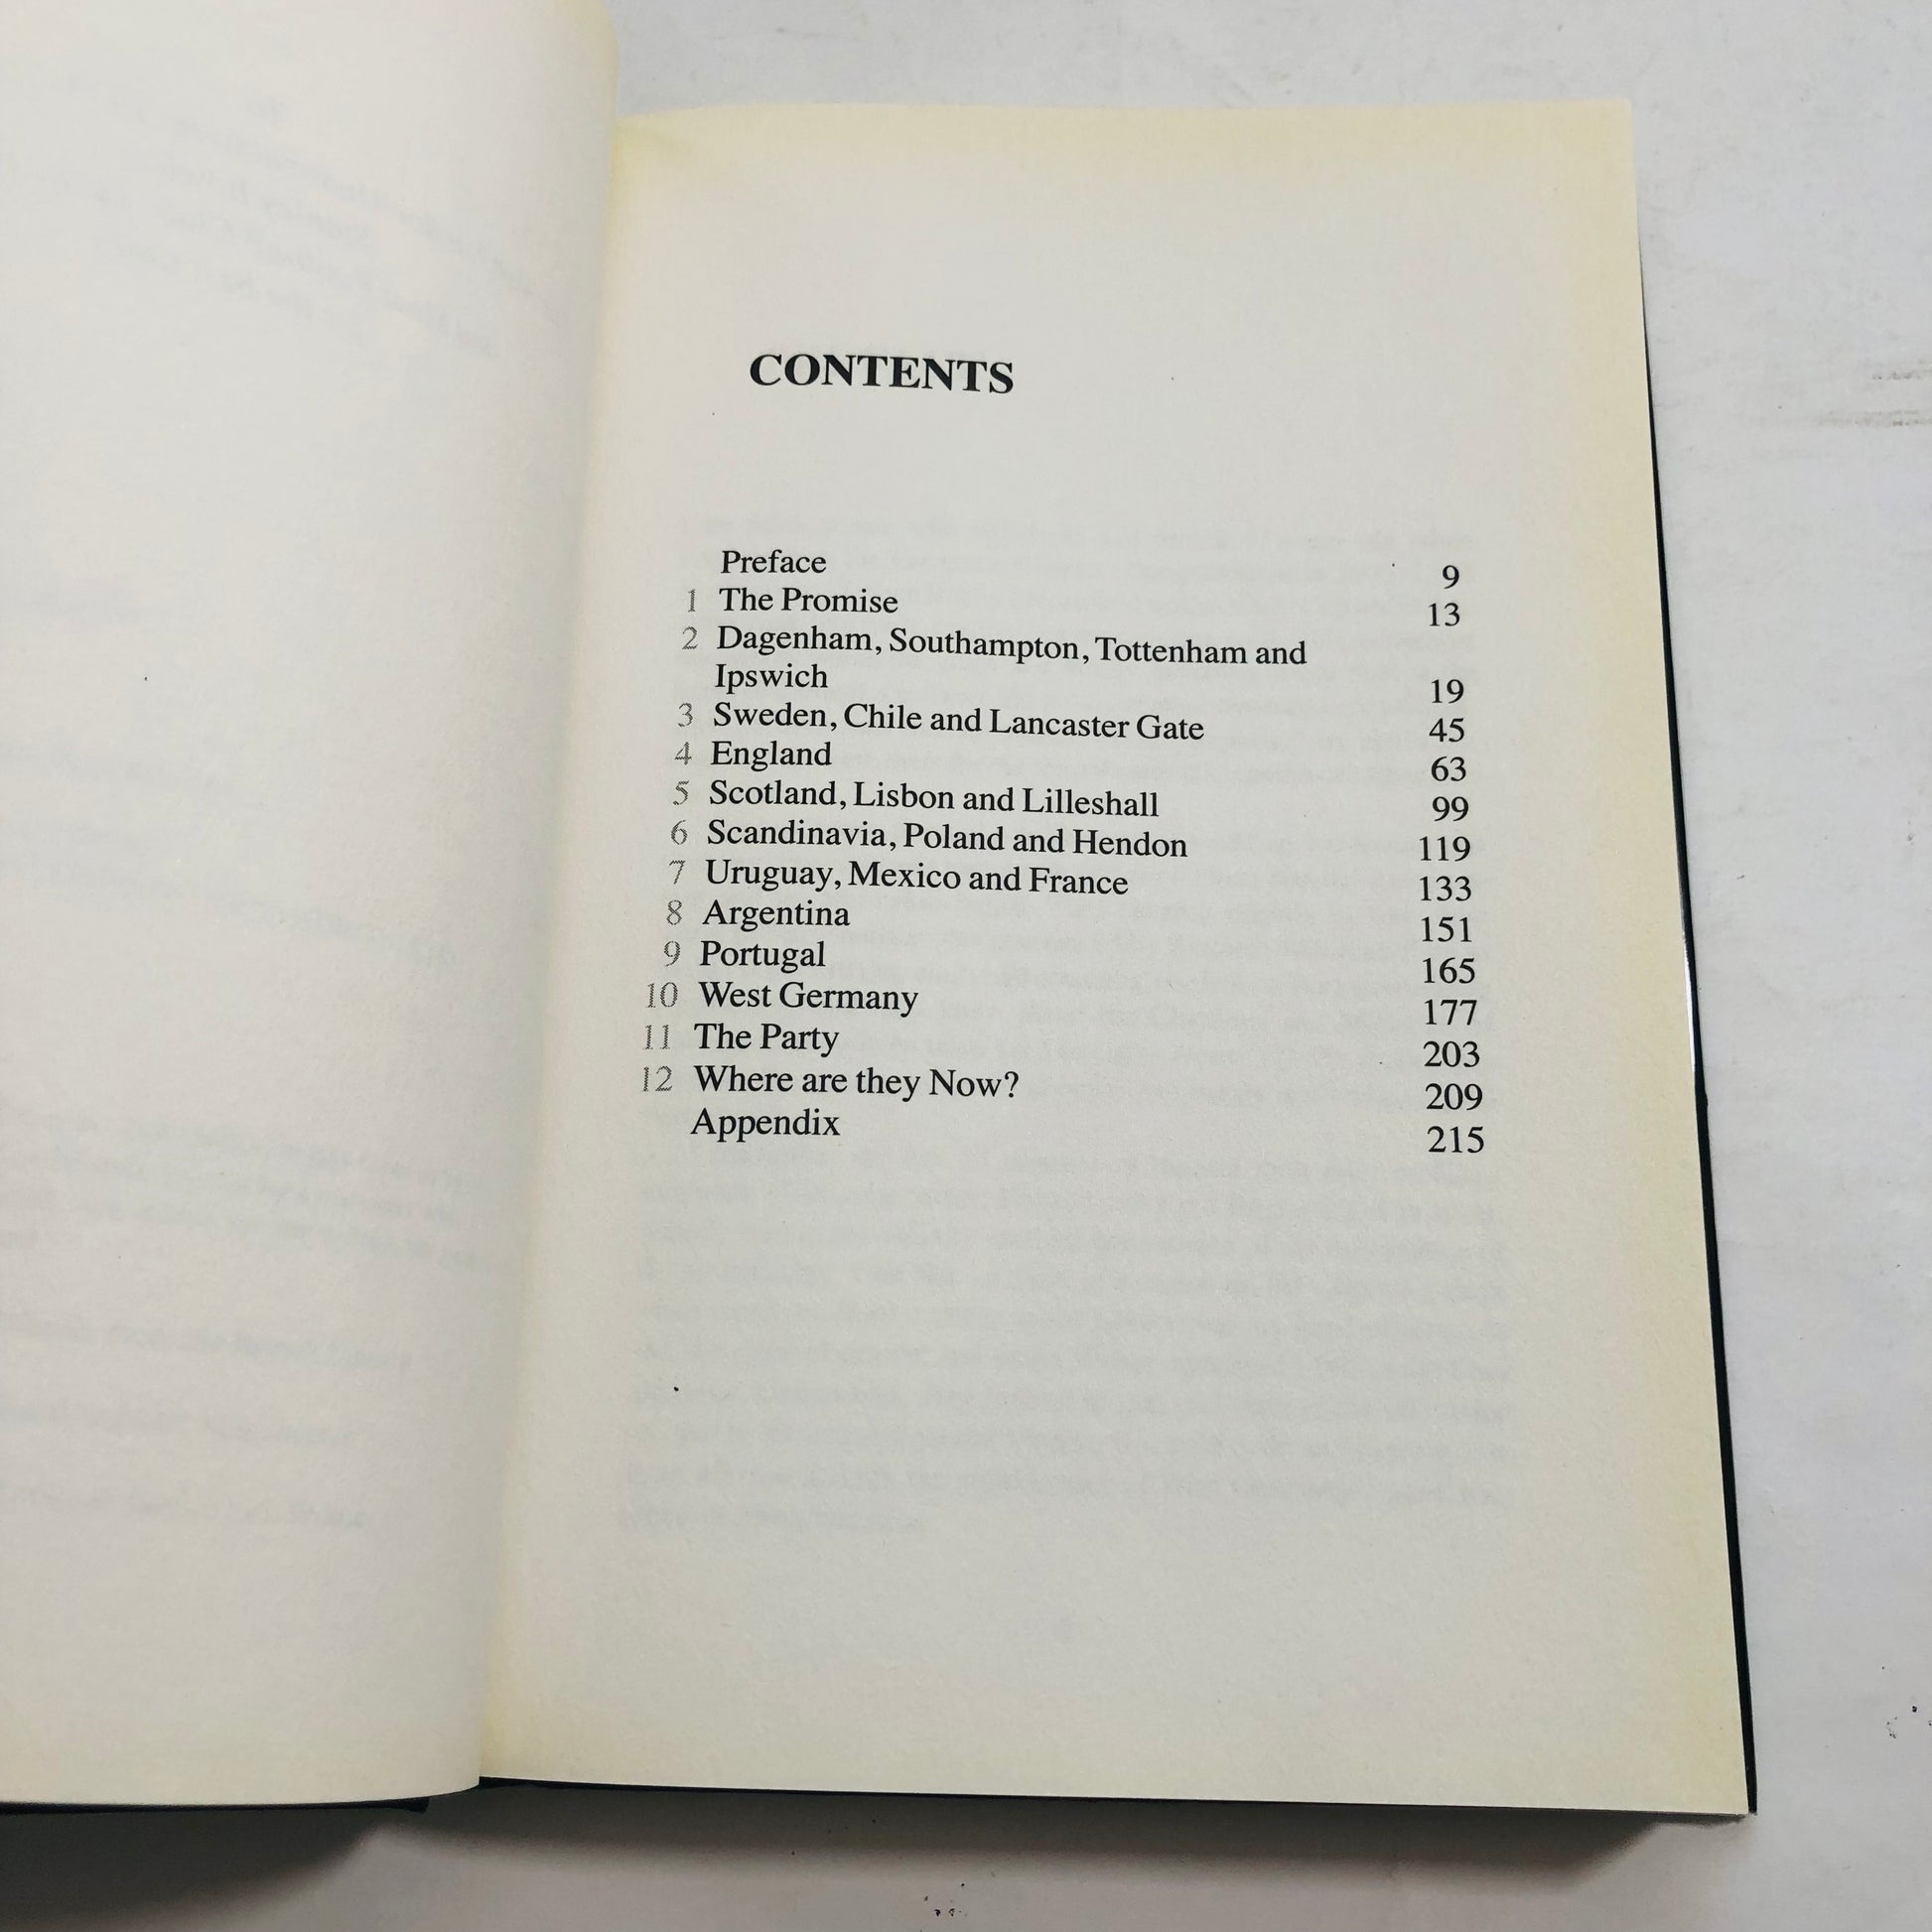 CONTENTS
Preface 9
1 The Promise 13
2 Dagenham, Southampton, Tottenham and
Ipswich 19
3 Sweden, Chile and Lancaster Gate 45
4 England 63
5 Scotland, Lisbon and Lilleshall 99
6 Scandinavia, Poland and Hendon 119
7 Uruguay, Mexico and France 133
8 Argentina 151
9 Portugal 165
10 West Germany 177
11 The Party 203
12 Where are they Now? 209
Appendix 215